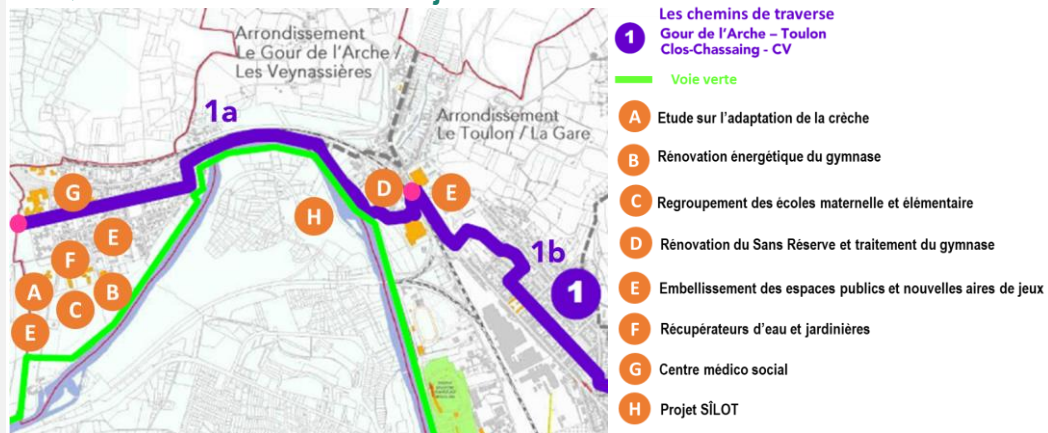 Arrondissement
Le Gour de l'Arche /
Les Veynassières
1a
Arrondissement
Le Toulon / La Gare
G
D
E
H
E
F
1b
1
A
B
C
E
1
Les chemins de traverse
Gour de l'Arche – Toulon
Clos-Chassaing - CV
Voie verte
A Etude sur l'adaptation de la crèche
B Rénovation énergétique du gymnase
C Regroupement des écoles maternelle et élémentaire
D Rénovation du Sans Réserve et traitement du gymnase
E Embellissement des espaces publics et nouvelles aires de jeux
F Récupérateurs d'eau et jardinières
G Centre médico social
H Projet SÎLOT